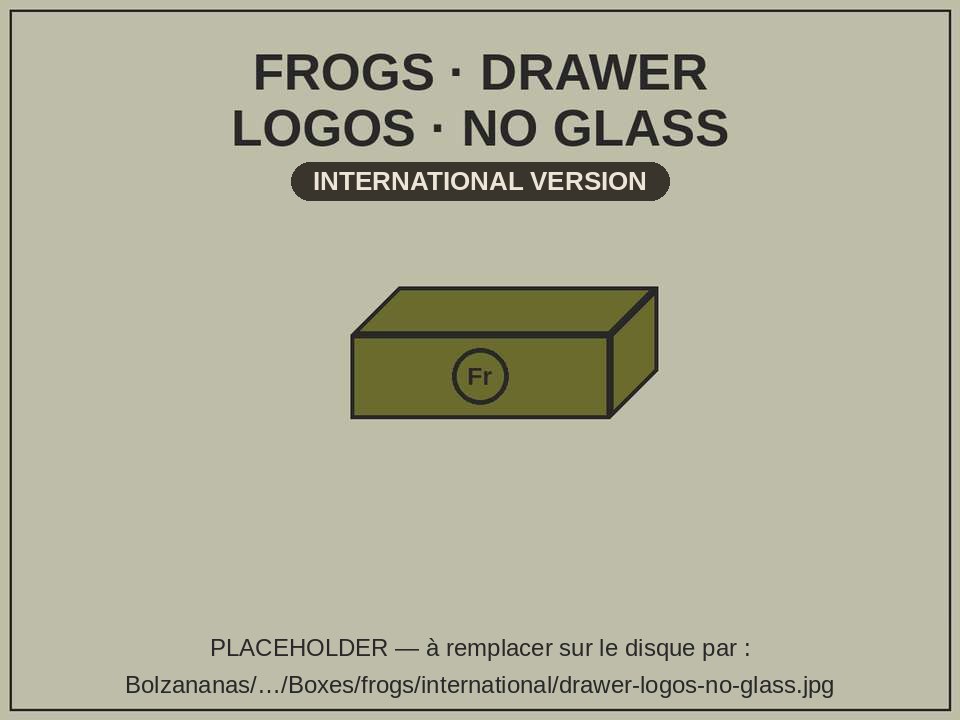 FROGS · DRAWER
LOGOS · NO GLASS
INTERNATIONAL VERSION
Fr
PLACEHOLDER — à remplacer sur le disque par :
Bolzananas/…/Boxes/frogs/international/drawer-logos-no-glass.jpg